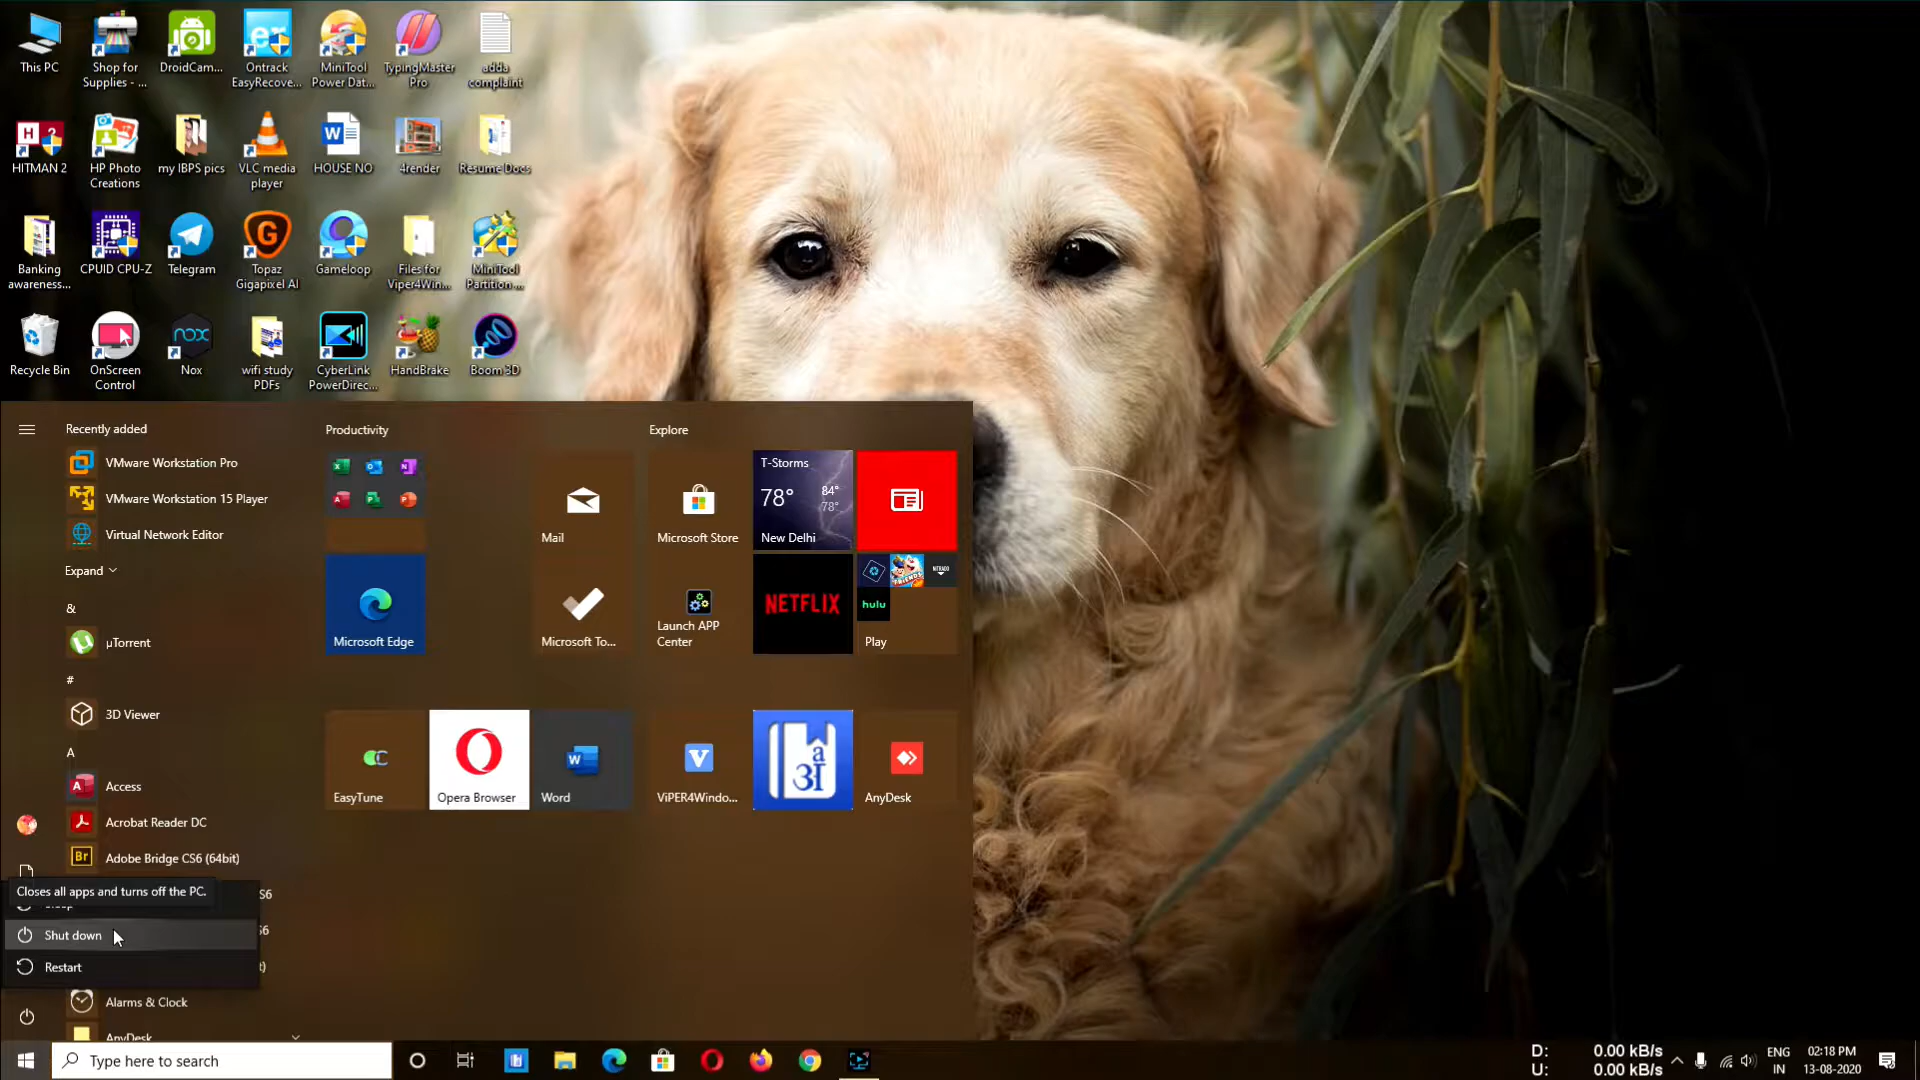 This PC
Shop for
Supplies - ...
DroidCam...
Ontrack
EasyRecove...
MiniTool
Power Dat...
TypingMaster
Pro
adda
complaint
HITMAN 2
HP Photo
Creations
my IBPS pics
VLC media
player
HOUSE NO
4render
Resume Docs
Banking
awareness...
CPUID CPU-Z
Telegram
Topaz
Gigapixel AI
Gameloop
Files for
Viper4Win...
MiniTool
Partition ...
Recycle Bin
OnScreen
Control
nox
Nox
wifi study
PDFs
CyberLink
PowerDirec...
HandBrake
Boom 3D
Recently added
VMware Workstation Pro
VMware Workstation 15 Player
Virtual Network Editor
Expand
&
µTorrent
#
3D Viewer
A
Access
Acrobat Reader DC
Br
Adobe Bridge CS6 (64bit)
Closes all apps and turns off the PC.
S6
Shut down
6
Restart
)
Alarms & Clock
AnyDesk
Productivity
Mail
Microsoft Edge
Microsoft To...
EasyTune
Opera Browser
Word
Explore
Microsoft Store
T-Storms
78° 84°
78°
New Delhi
Launch APP
Center
NETFLIX
FRIENDS
NITRADO
hulu
Play
ViPER4Windo...
a
अ
AnyDesk
Type here to search
D: 0.00 kB/s
U: 0.00 kB/s
ENG
IN
02:18 PM
13-08-2020